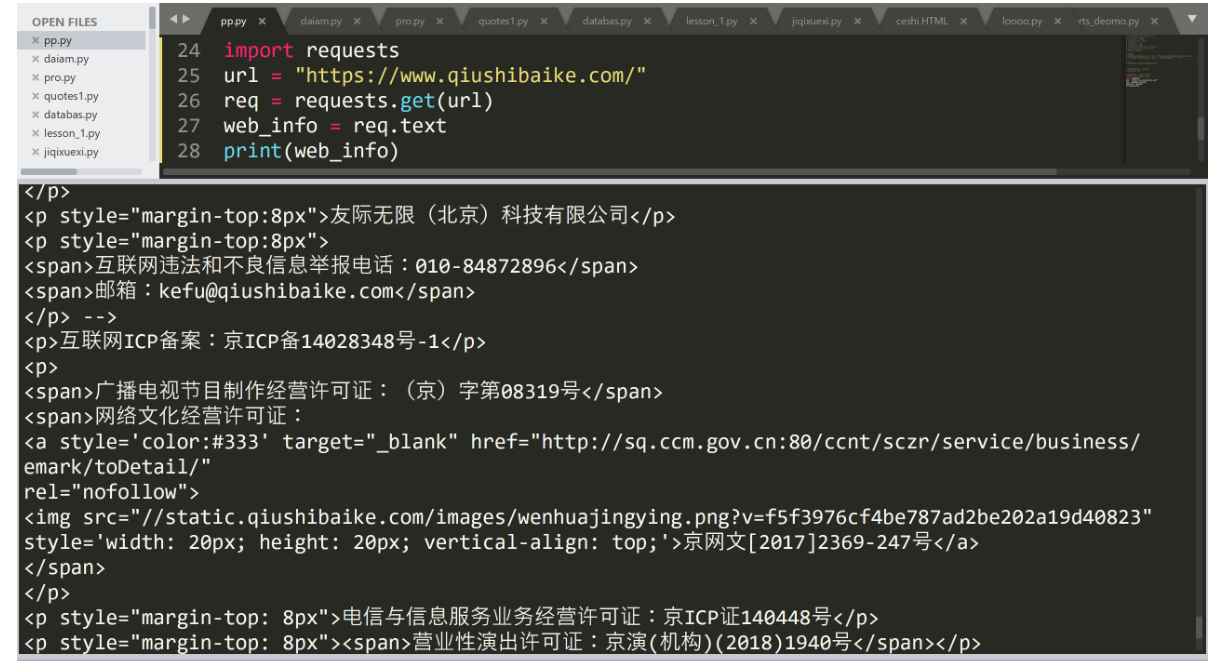 OPEN FILES
× pp.py
× daiam.py
× pro.py
× quotes1.py
× databas.py
× lesson_1.py
× jiqixuexi.py
pp.py × daiam.py × pro.py × quotes1.py × databas.py × lesson_1.py × jiqixuexi.py × ceshi.HTML × loooo.py × rts_deomo.py ×
24 import requests
25 url = "https://www.qiushibaike.com/"
26 req = requests.get(url)
27 web_info = req.text
28 print(web_info)
</p>
<p style="margin-top:8px">友际无限（北京）科技有限公司</p>
<p style="margin-top:8px">
<span>互联网违法和不良信息举报电话：010-84872896</span>
<span>邮箱：kefu@qiushibaike.com</span>
</p> -->
<p>互联网ICP备案：京ICP备14028348号-1</p>
<p>
<span>广播电视节目制作经营许可证：（京）字第08319号</span>
<span>网络文化经营许可证：
<a style='color:#333' target="_blank" href="http://sq.ccm.gov.cn:80/ccnt/sczr/service/business/
emark/toDetail/"
rel="nofollow">
<img src="//static.qiushibaike.com/images/wenhuajingying.png?v=f5f3976cf4be787ad2be202a19d40823"
style='width: 20px; height: 20px; vertical-align: top;'>京网文[2017]2369-247号</a>
</span>
</p>
<p style="margin-top: 8px">电信与信息服务业务经营许可证：京ICP证140448号</p>
<p style="margin-top: 8px"><span>营业性演出许可证：京演(机构)(2018)1940号</span></p>